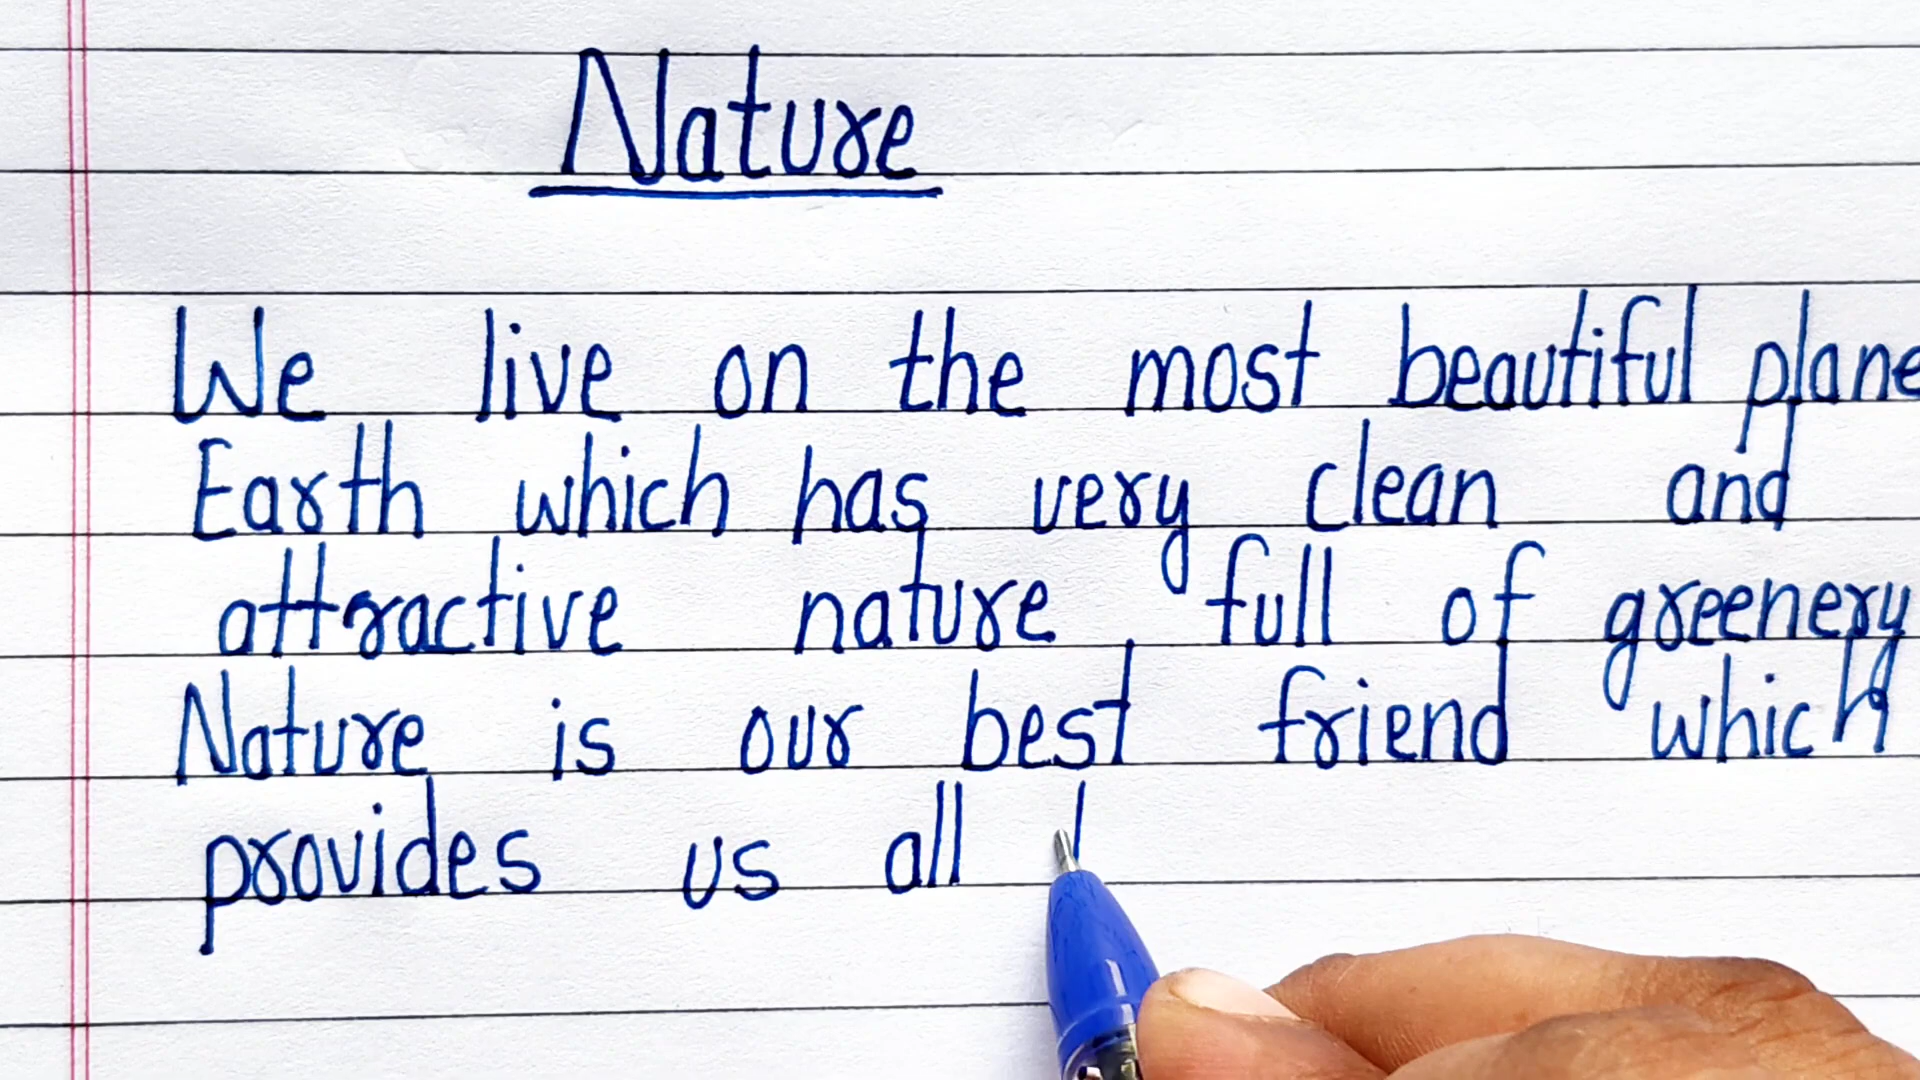 Nature
We live on the most beautiful plane
Earth which has very clean and
attractive nature, full of greenery
Nature is our best friend which
provides us all